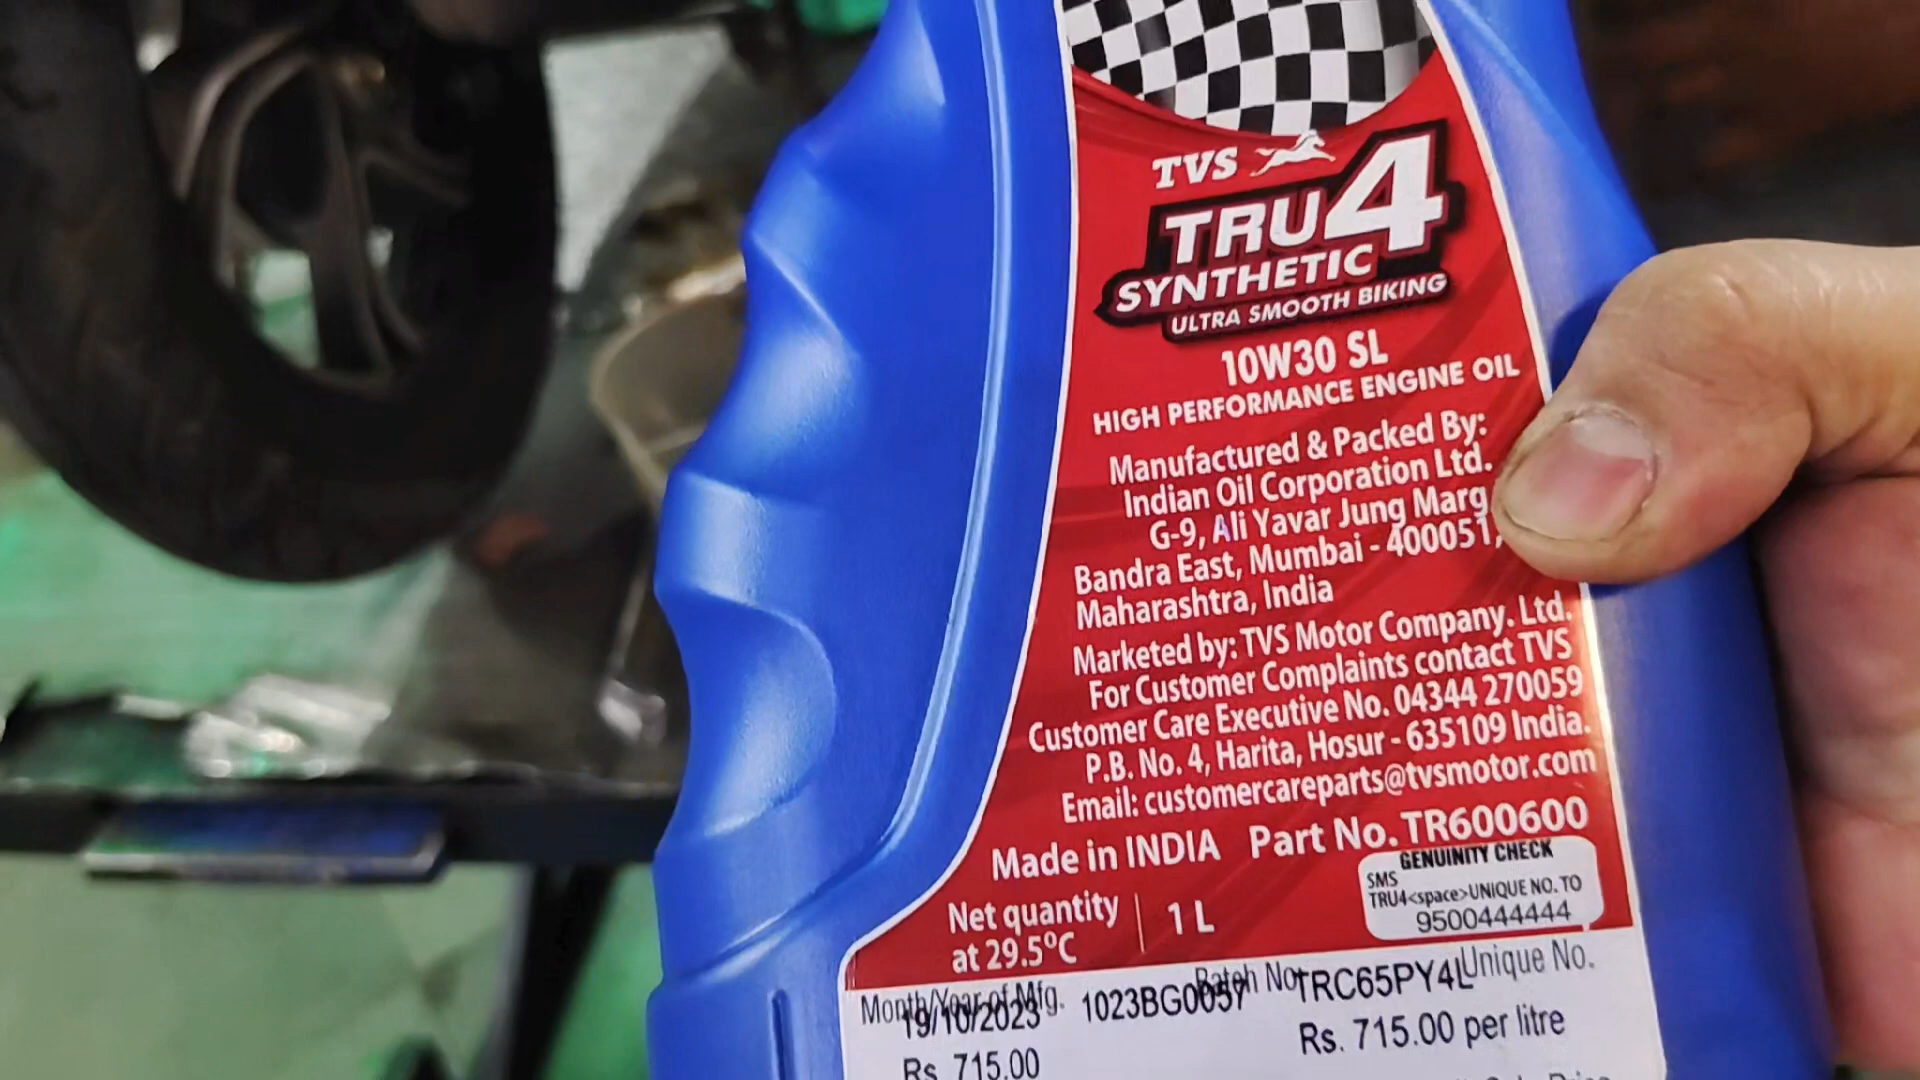 TVS
TRU4
SYNTHETIC
ULTRA SMOOTH BIKING
10W30 SL
HIGH PERFORMANCE ENGINE OIL
Manufactured & Packed By:
Indian Oil Corporation Ltd.
G-9, Ali Yavar Jung Marg
Bandra East, Mumbai - 400051,
Maharashtra, India
Marketed by: TVS Motor Company. Ltd.
For Customer Complaints contact TVS
Customer Care Executive No. 04344 270059
P.B. No. 4, Harita, Hosur - 635109 India.
Email: customercareparts@tvsmotor.com
Made in INDIA Part No. TR600600
GENUINITY CHECK
SMS
TRU4<space>UNIQUE NO. TO
9500444444
Net quantity
at 29.5°C
1 L
Month/Year of Mfg. Batch No. Unique No.
19/10/2023 1023BG0057 TRC65PY4L
Rs. 715.00 Rs. 715.00 per litre